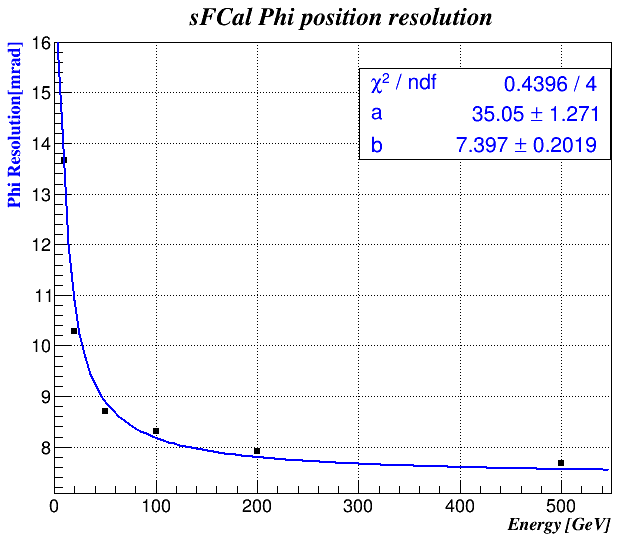 sFCal Phi position resolution
Phi Resolution[mrad]
χ² / ndf 0.4396 / 4
a 35.05 ± 1.271
b 7.397 ± 0.2019
16
15
14
13
12
11
10
9
8
0 100 200 300 400 500
Energy [GeV]